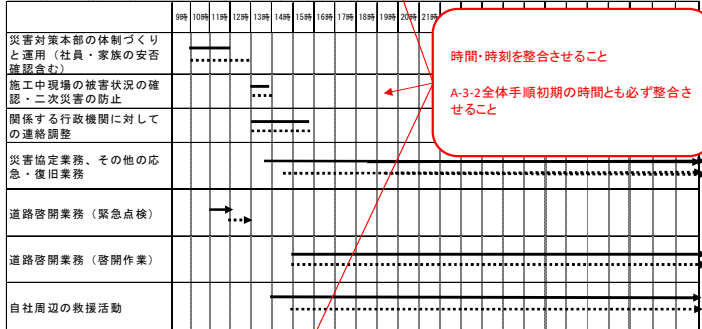 9時 10時 11時 12時 13時 14時 15時 16時 17時 18時 19時 20時 21時
時間・時刻を整合させること
A-3-2全体手順初期の時間とも必ず整合さ
せること
災害対策本部の体制づくり
と運用（社員・家族の安否
確認含む）
施工中現場の被害状況の確
認・二次災害の防止
関係する行政機関に対して
の連絡調整
災害協定業務、その他の応
急・復旧業務
道路啓開業務（緊急点検）
道路啓開業務（啓開作業）
自社周辺の救援活動